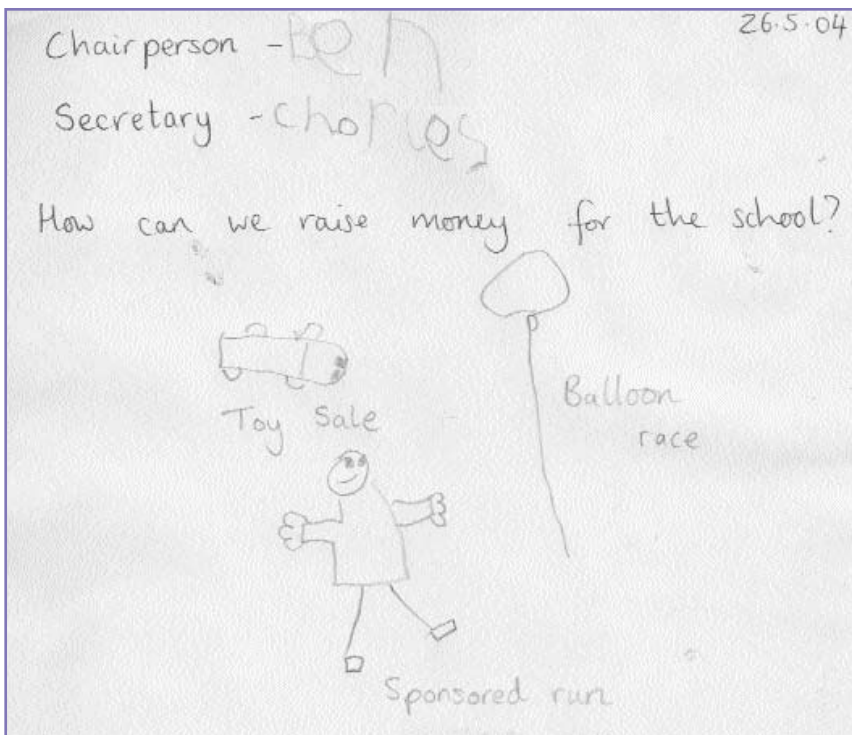 26.5.04
Chairperson - Ben
Secretary - Charles
How can we raise money for the school?
Toy Sale
Balloon
race
Sponsored run